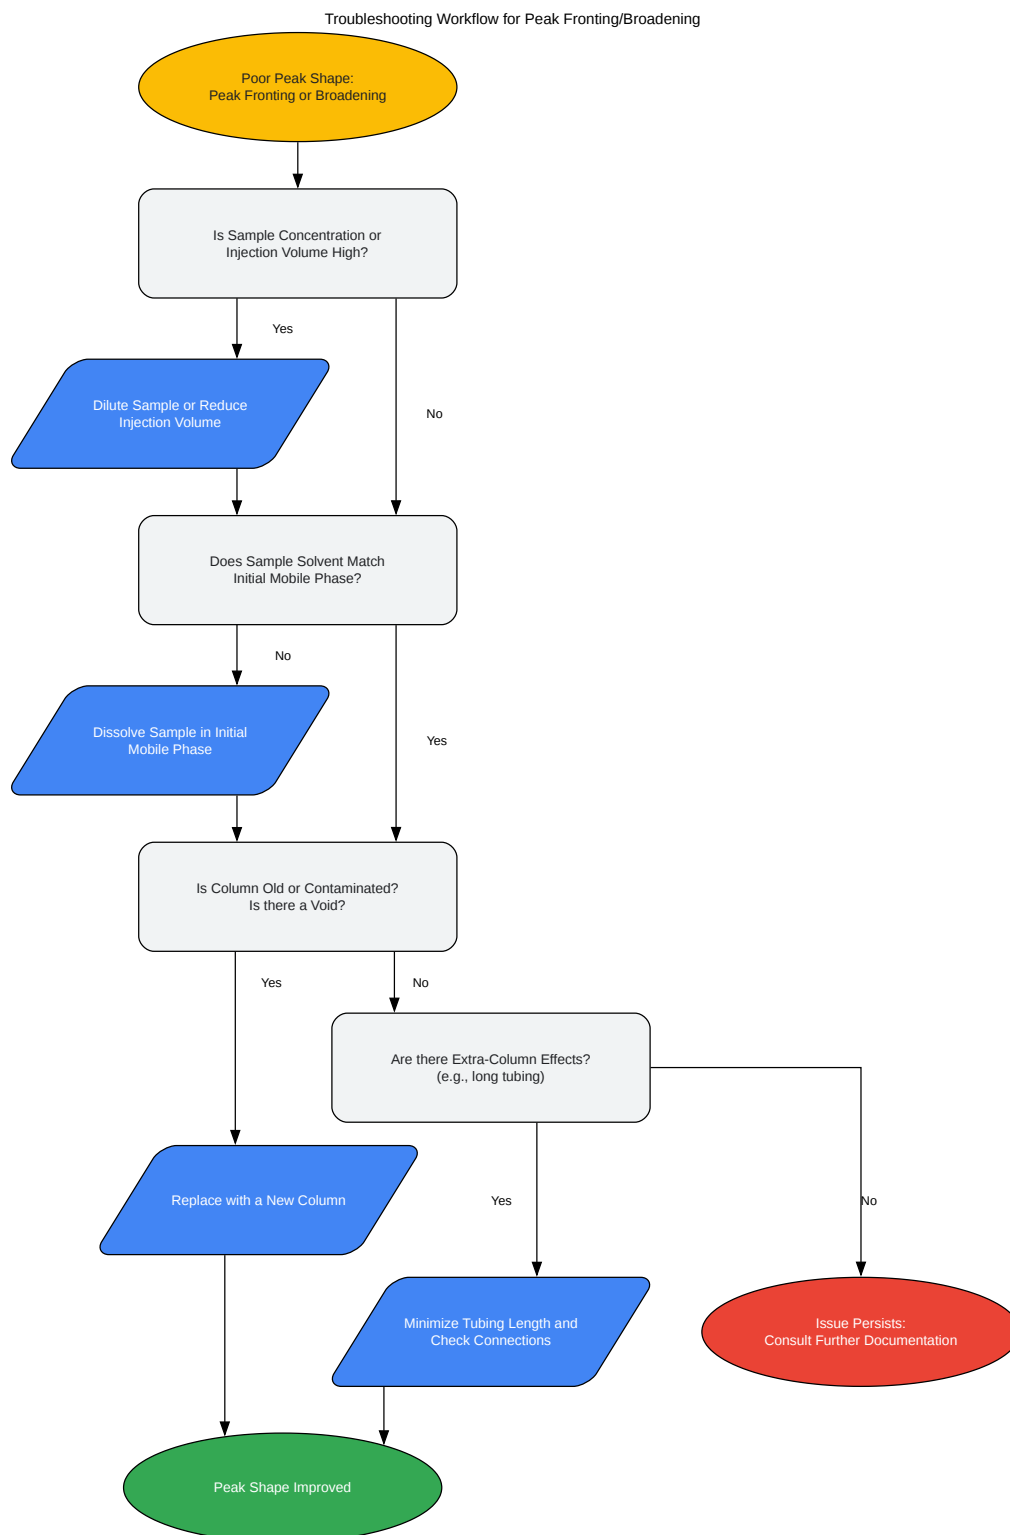 Troubleshooting Workflow for Peak Fronting/Broadening
Poor Peak Shape:
Peak Fronting or Broadening
Is Sample Concentration or
Injection Volume High?
Yes
No
Dilute Sample or Reduce
Injection Volume
Does Sample Solvent Match
Initial Mobile Phase?
No
Yes
Dissolve Sample in Initial
Mobile Phase
Is Column Old or Contaminated?
Is there a Void?
Yes
No
Are there Extra-Column Effects?
(e.g., long tubing)
Replace with a New Column
Yes
No
Minimize Tubing Length and
Check Connections
Issue Persists:
Consult Further Documentation
Peak Shape Improved